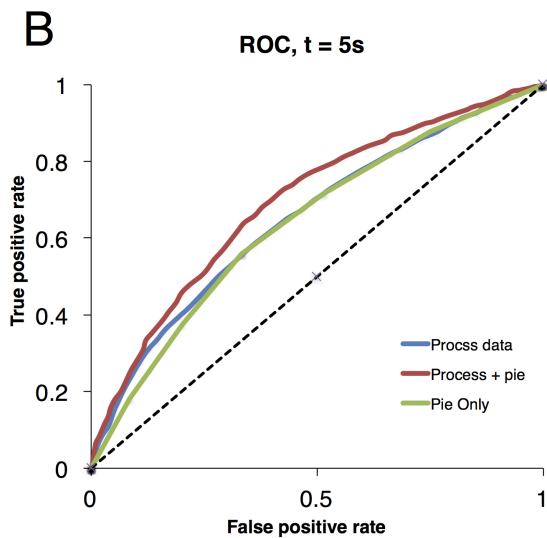 B
ROC, t = 5s
True positive rate
1
0.8
0.6
0.4
0.2
0
0
0.5
1
False positive rate
Procss data
Process + pie
Pie Only